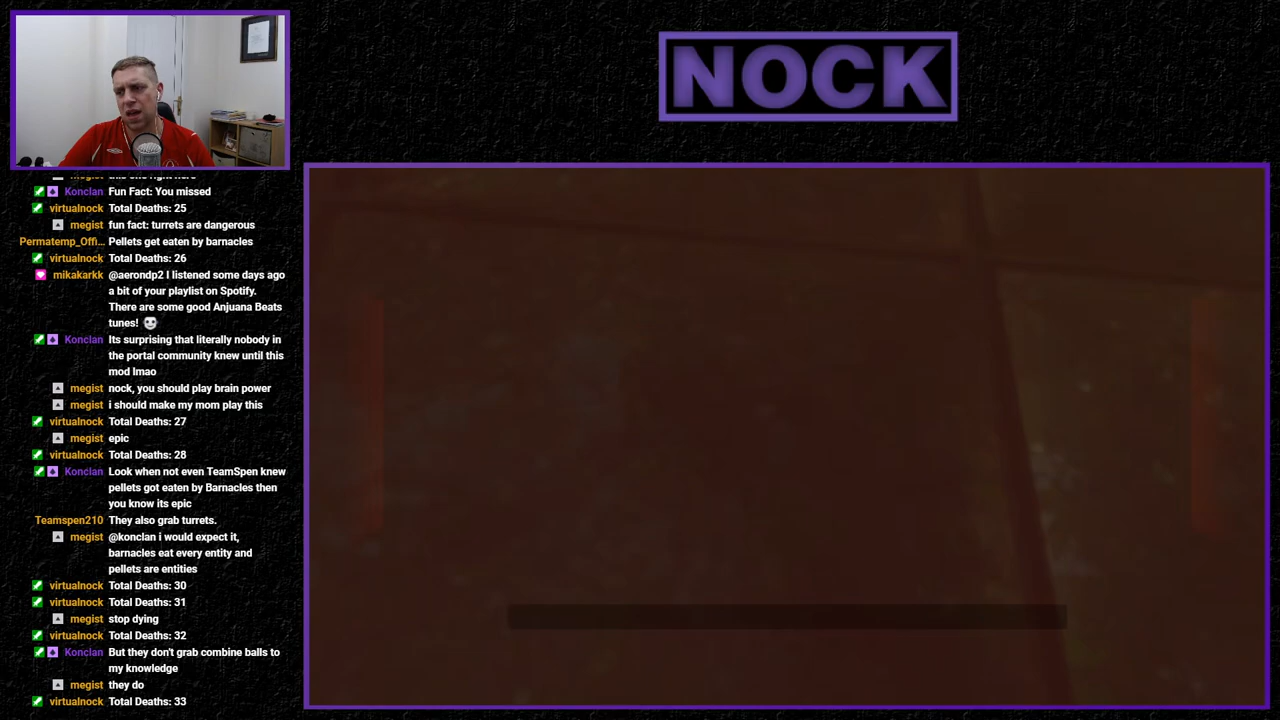 NOCK
Konclan Fun Fact: You missed
virtualnock Total Deaths: 25
megist fun fact: turrets are dangerous
Permatemp_Offi... Pellets get eaten by barnacles
virtualnock Total Deaths: 26
mikakarkk @aerondp2 I listened some days ago
a bit of your playlist on Spotify.
There are some good Anjuana Beats
tunes!
Konclan Its surprising that literally nobody in
the portal community knew until this
mod lmao
megist nock, you should play brain power
megist i should make my mom play this
virtualnock Total Deaths: 27
megist epic
virtualnock Total Deaths: 28
Konclan Look when not even TeamSpen knew
pellets got eaten by Barnacles then
you know its epic
Teamspen210 They also grab turrets.
megist @konclan i would expect it,
barnacles eat every entity and
pellets are entities
virtualnock Total Deaths: 30
virtualnock Total Deaths: 31
megist stop dying
virtualnock Total Deaths: 32
Konclan But they don't grab combine balls to
my knowledge
megist they do
virtualnock Total Deaths: 33